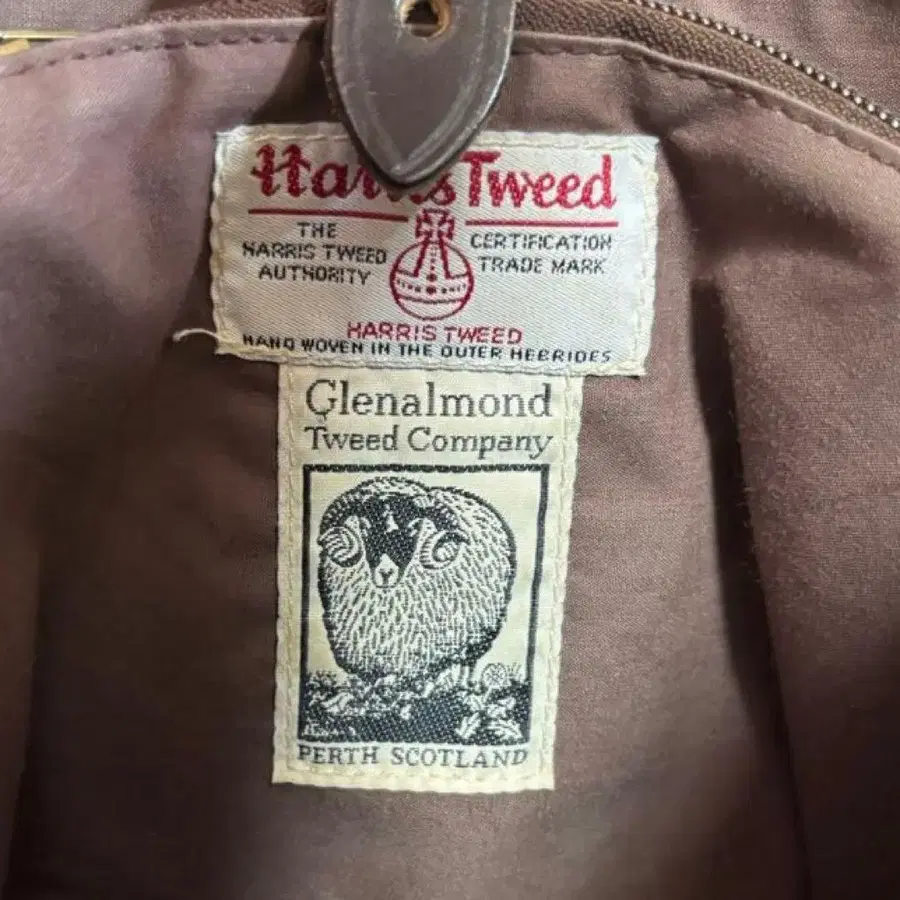 Harris Tweed
THE
HARRIS TWEED
AUTHORITY
CERTIFICATION
TRADE MARK
HARRIS TWEED
HAND WOVEN IN THE OUTER HEBRIDES
Glenalmond
Tweed Company
PERTH SCOTLAND